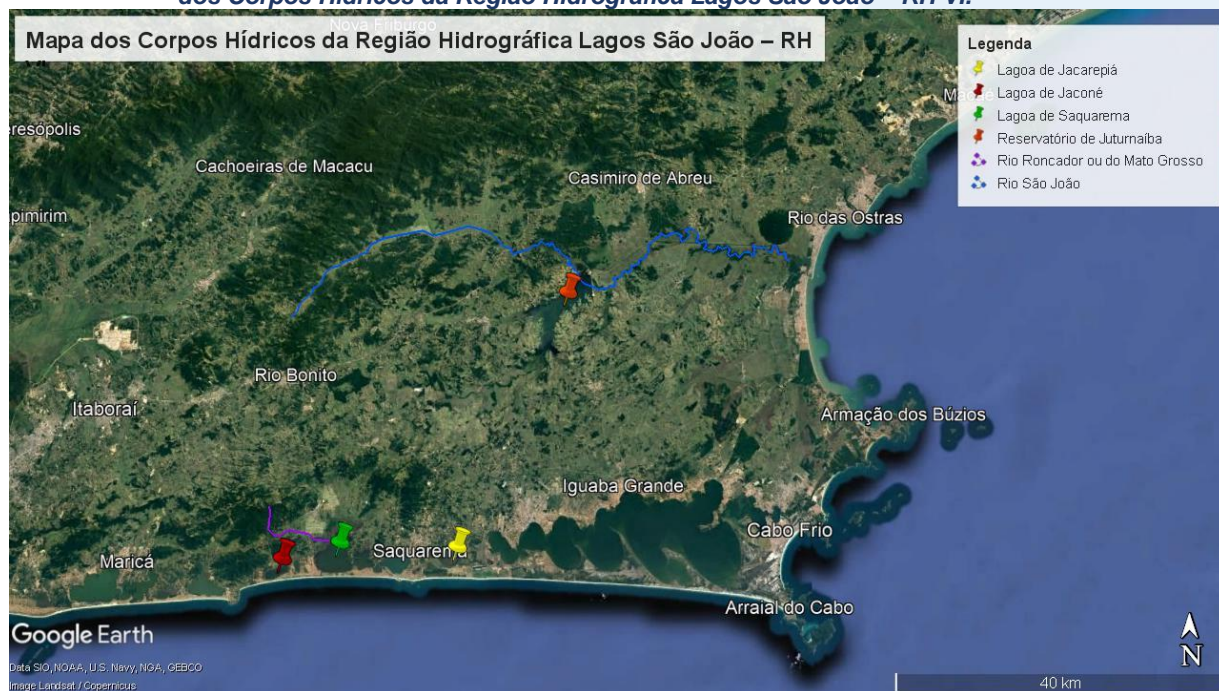 dos Corpos Hídricos da Região Hidrográfica Lagos São João – RH VI.
Nova Friburgo
Mapa dos Corpos Hídricos da Região Hidrográfica Lagos São João – RH
Legenda
Lagoa de Jacarepiá
Lagoa de Jaconé
Lagoa de Saquarema
Reservatório de Juturnaíba
Rio Roncador ou do Mato Grosso
Rio São João
eresópolis
Cachoeiras de Macacu
Casimiro de Abreu
apimirim
Rio das Ostras
Rio Bonito
Itaboraí
Armação dos Búzios
Iguaba Grande
Cabo Frio
Saquarema
Maricá
Arraial do Cabo
Google Earth
N
Data SIO, NOAA, U.S. Navy, NGA, GEBCO
Image Landsat / Copernicus
40 km